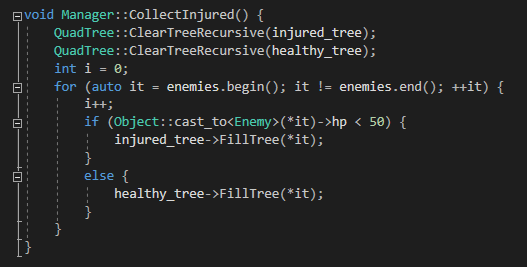 void Manager::CollectInjured() {
    QuadTree::ClearTreeRecursive(injured_tree);
    QuadTree::ClearTreeRecursive(healthy_tree);
    int i = 0;
    for (auto it = enemies.begin(); it != enemies.end(); ++it) {
        i++;
        if (Object::cast_to<Enemy>(*it)->hp < 50) {
            injured_tree->FillTree(*it);
        }
        else {
            healthy_tree->FillTree(*it);
        }
    }
}